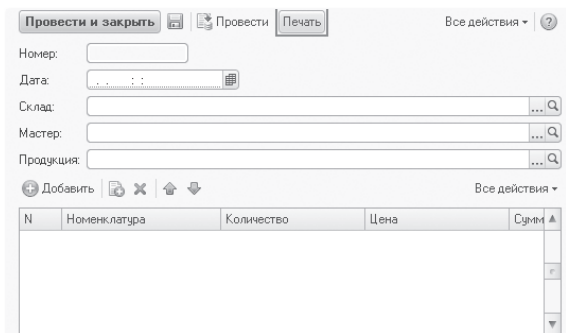 Провести и закрыть Провести Печать Все действия ?
Номер:
Дата: . . : :
Склад: ...
Мастер: ...
Продукция: ...
Добавить Все действия
N Номенклатура Количество Цена Сумм